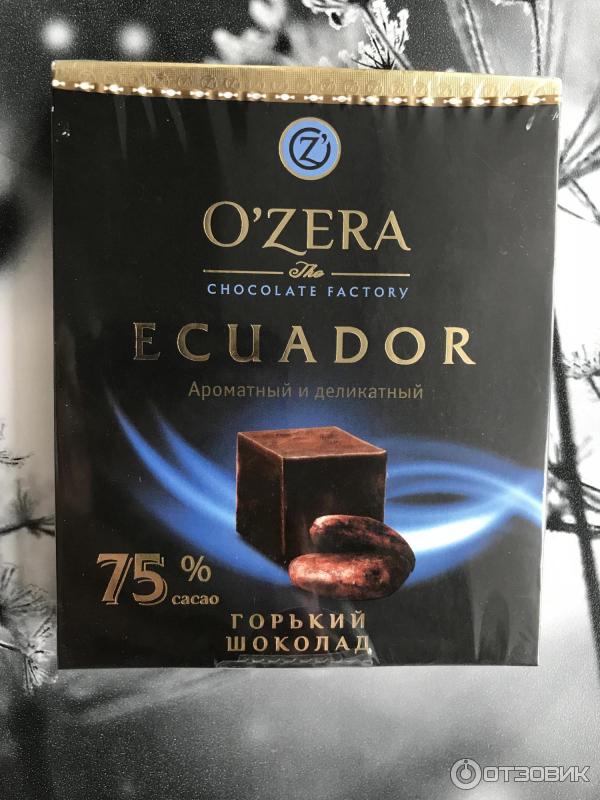 Z'
O'ZERA
The
CHOCOLATE FACTORY
ECUADOR
Ароматный и деликатный
75 %
cacao
ГОРЬКИЙ
ШОКОЛАД
ОТЗОВИК